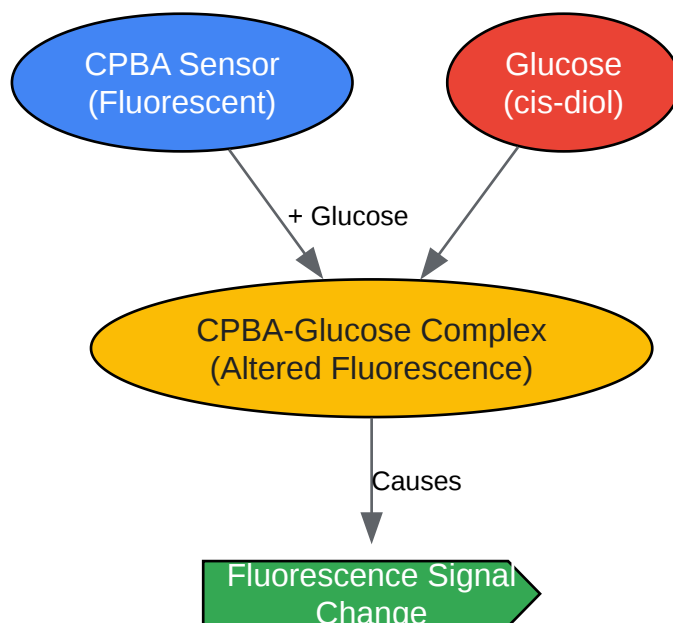 CPBA Sensor
(Fluorescent)
Glucose
(cis-diol)
+ Glucose
CPBA-Glucose Complex
(Altered Fluorescence)
Causes
Fluorescence Signal
Change